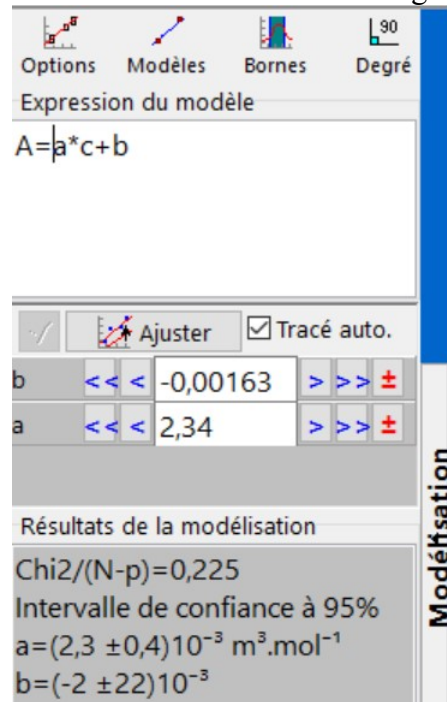 Options Modèles Bornes Degré
90
Expression du modèle
A=a*c+b
Ajuster Tracé auto.
b << < -0,00163 > >> ±
a << < 2,34 > >> ±
Résultats de la modélisation
Chi2/(N-p)=0,225
Intervalle de confiance à 95%
a=(2,3 ±0,4)10⁻³ m³.mol⁻¹
b=(-2 ±22)10⁻³
Modélisation